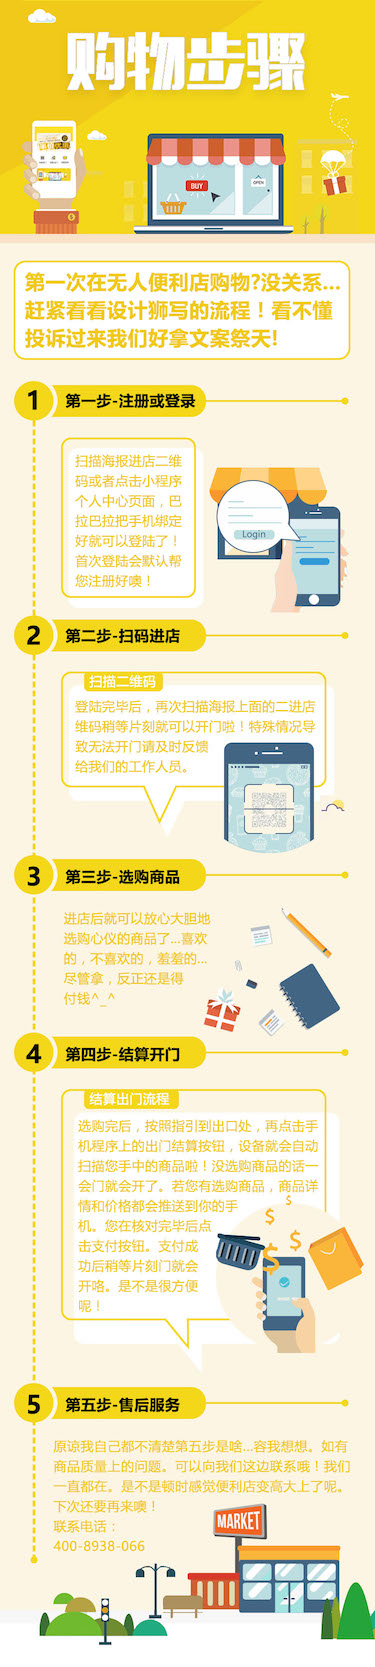 购物步骤
BUY
OPEN
第一次在无人便利店购物?没关系...
赶紧看看设计狮写的流程！看不懂
投诉过来我们好拿文案祭天!
1 第一步-注册或登录
扫描海报进店二维
码或者点击小程序
个人中心页面，巴
拉巴拉把手机绑定
好就可以登陆了！
首次登陆会默认帮
您注册好噢！
Login
2 第二步-扫码进店
扫描二维码
登陆完毕后，再次扫描海报上面的二进店
维码稍等片刻就可以开门啦！特殊情况导
致无法开门请及时反馈
给我们的工作人员。
3 第三步-选购商品
进店后就可以放心大胆地
选购心仪的商品了...喜欢
的，不喜欢的，羞羞的...
尽管拿，反正还是得
付钱^_^
4 第四步-结算开门
结算出门流程
选购完后，按照指引到出口处，再点击手
机程序上的出门结算按钮，设备就会自动
扫描您手中的商品啦！没选购商品的话一
会门就会开了。若您有选购商品，商品详
情和价格都会推送到你的手
机。您在核对完毕后点
击支付按钮。支付成
功后稍等片刻门就会
开咯。是不是很方便
呢！
5 第五步-售后服务
原谅我自己都不清楚第五步是啥...容我想想。如有
商品质量上的问题。可以向我们这边联系哦！我们
一直都在。是不是顿时感觉便利店变高大上了呢。
下次还要再来噢！
联系电话：
400-8938-066
MARKET